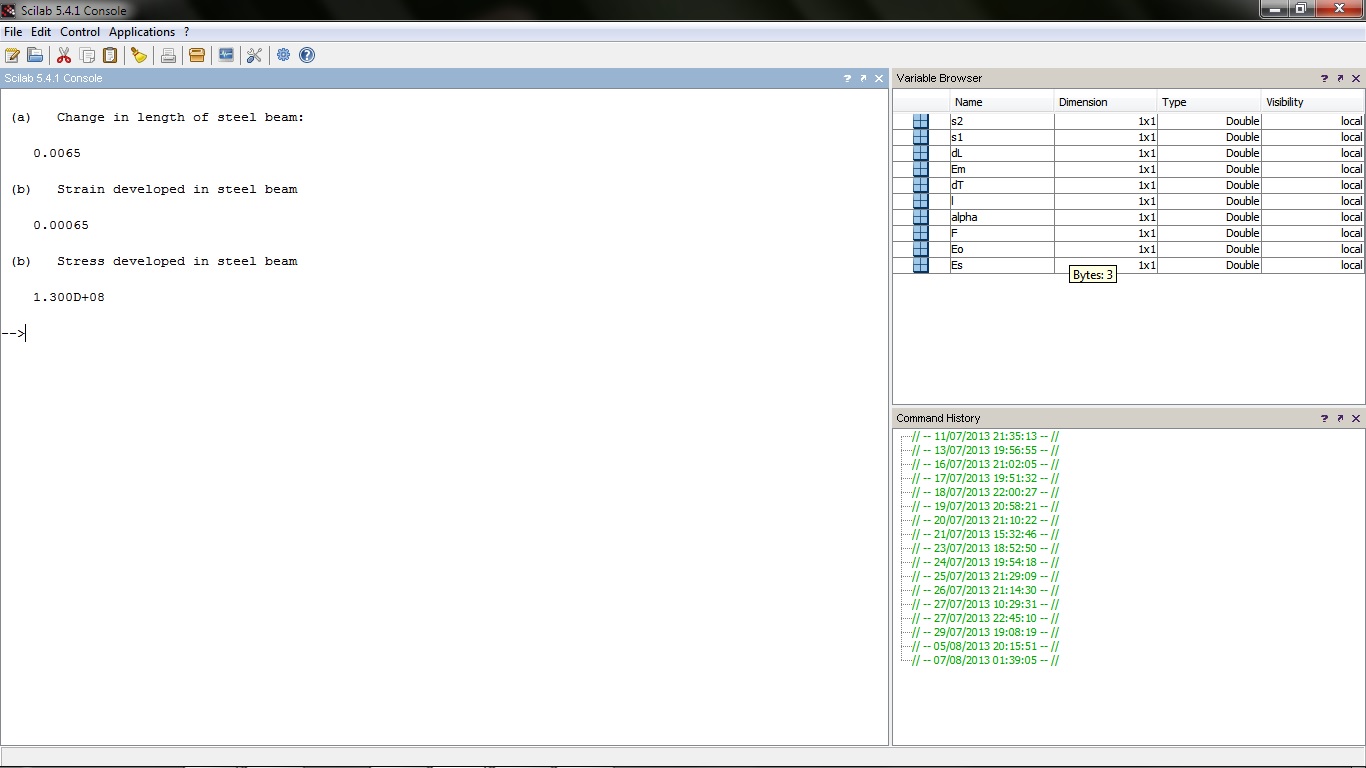 Scilab 5.4.1 Console
File Edit Control Applications ?
Scilab 5.4.1 Console
(a) Change in length of steel beam:
0.0065
(b) Strain developed in steel beam
0.00065
(b) Stress developed in steel beam
1.300D+08
-->
Variable Browser
Name Dimension Type Visibility
s2 1x1 Double local
s1 1x1 Double local
dL 1x1 Double local
Em 1x1 Double local
dT 1x1 Double local
l 1x1 Double local
alpha 1x1 Double local
F 1x1 Double local
Eo 1x1 Double local
Es 1x1 Double local
Bytes: 3
Command History
// -- 11/07/2013 21:35:13 -- //
// -- 13/07/2013 19:56:55 -- //
// -- 16/07/2013 21:02:05 -- //
// -- 17/07/2013 19:51:32 -- //
// -- 18/07/2013 22:00:27 -- //
// -- 19/07/2013 20:58:21 -- //
// -- 20/07/2013 21:10:22 -- //
// -- 21/07/2013 15:32:46 -- //
// -- 23/07/2013 18:52:50 -- //
// -- 24/07/2013 19:54:18 -- //
// -- 25/07/2013 21:29:09 -- //
// -- 26/07/2013 21:14:30 -- //
// -- 27/07/2013 10:29:31 -- //
// -- 27/07/2013 22:45:10 -- //
// -- 29/07/2013 19:08:19 -- //
// -- 05/08/2013 20:15:51 -- //
// -- 07/08/2013 01:39:05 -- //